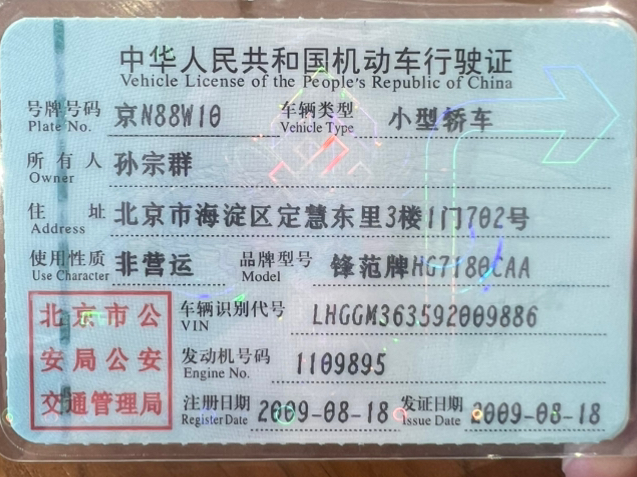 中华人民共和国机动车行驶证
Vehicle License of the People's Republic of China
号牌号码 京N88W10 车辆类型 小型轿车
Plate No. Vehicle Type
所有人 孙宗群
Owner
住址 北京市海淀区定慧东里3楼1门702号
Address
使用性质 非营运 品牌型号 锋范牌HG7180CAA
Use Character Model
北京市公安局公安交通管理局
车辆识别代号 LHGGM363592009886
VIN
发动机号码 1109895
Engine No.
注册日期 2009-08-18 发证日期 2009-08-18
Register Date Issue Date